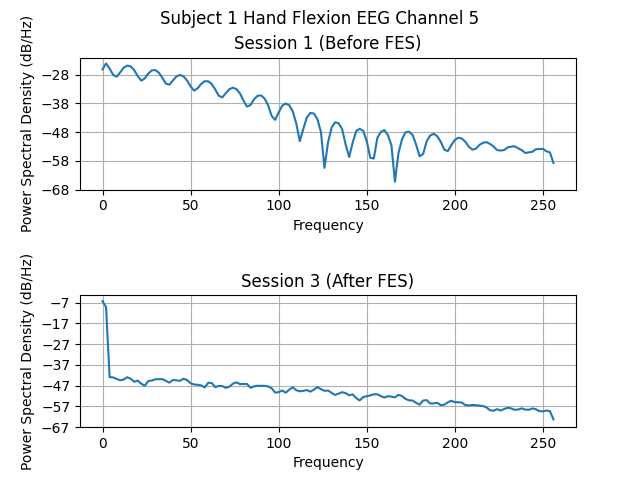 Subject 1 Hand Flexion EEG Channel 5
Session 1 (Before FES)
Power Spectral Density (dB/Hz)
−28
−38
−48
−58
−68
0 50 100 150 200 250
Frequency
Session 3 (After FES)
Power Spectral Density (dB/Hz)
−7
−17
−27
−37
−47
−57
−67
0 50 100 150 200 250
Frequency